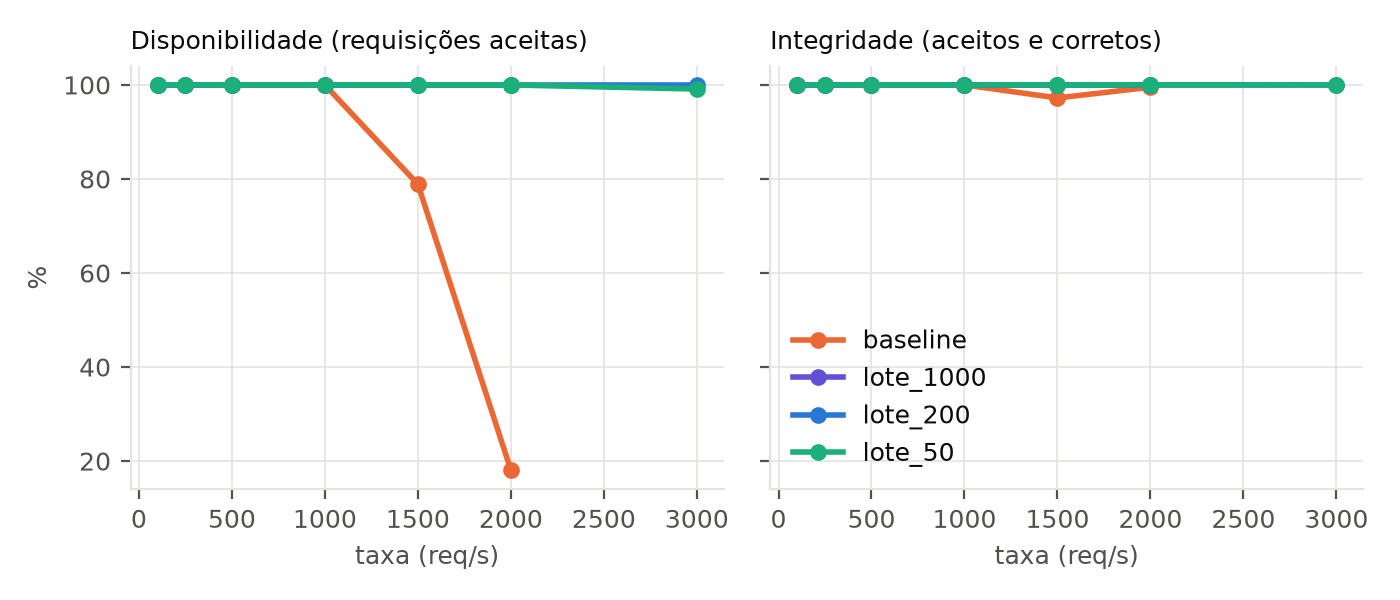 Disponibilidade (requisições aceitas)
100
80
60
40
20
%
0 500 1000 1500 2000 2500 3000
taxa (req/s)
Integridade (aceitos e corretos)
baseline
lote_1000
lote_200
lote_50
0 500 1000 1500 2000 2500 3000
taxa (req/s)